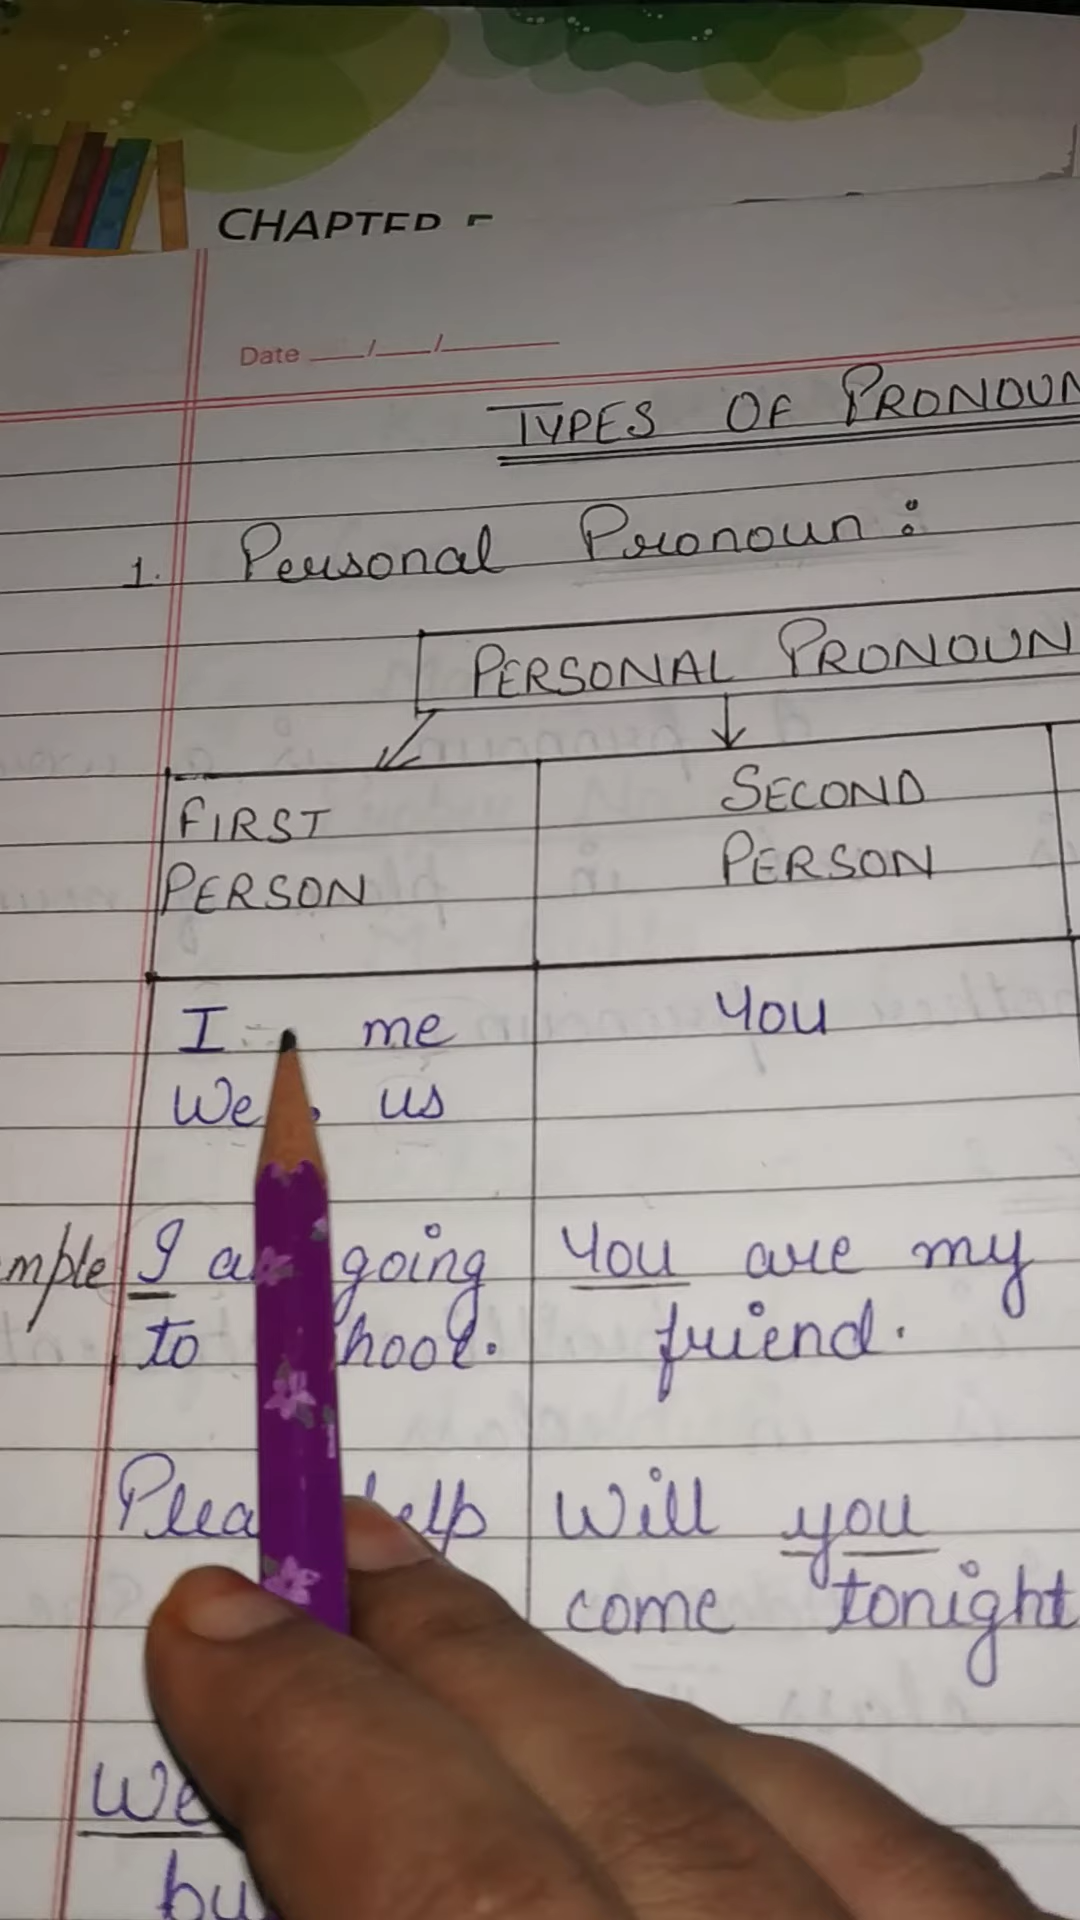 CHAPTER
Date
TYPES OF PRONOUN
1. Personal Pronoun :
PERSONAL PRONOUN
FIRST
PERSON
SECOND
PERSON
I me
We, us
You
I going
to
You are my
friend.
Will you
come tonight
We